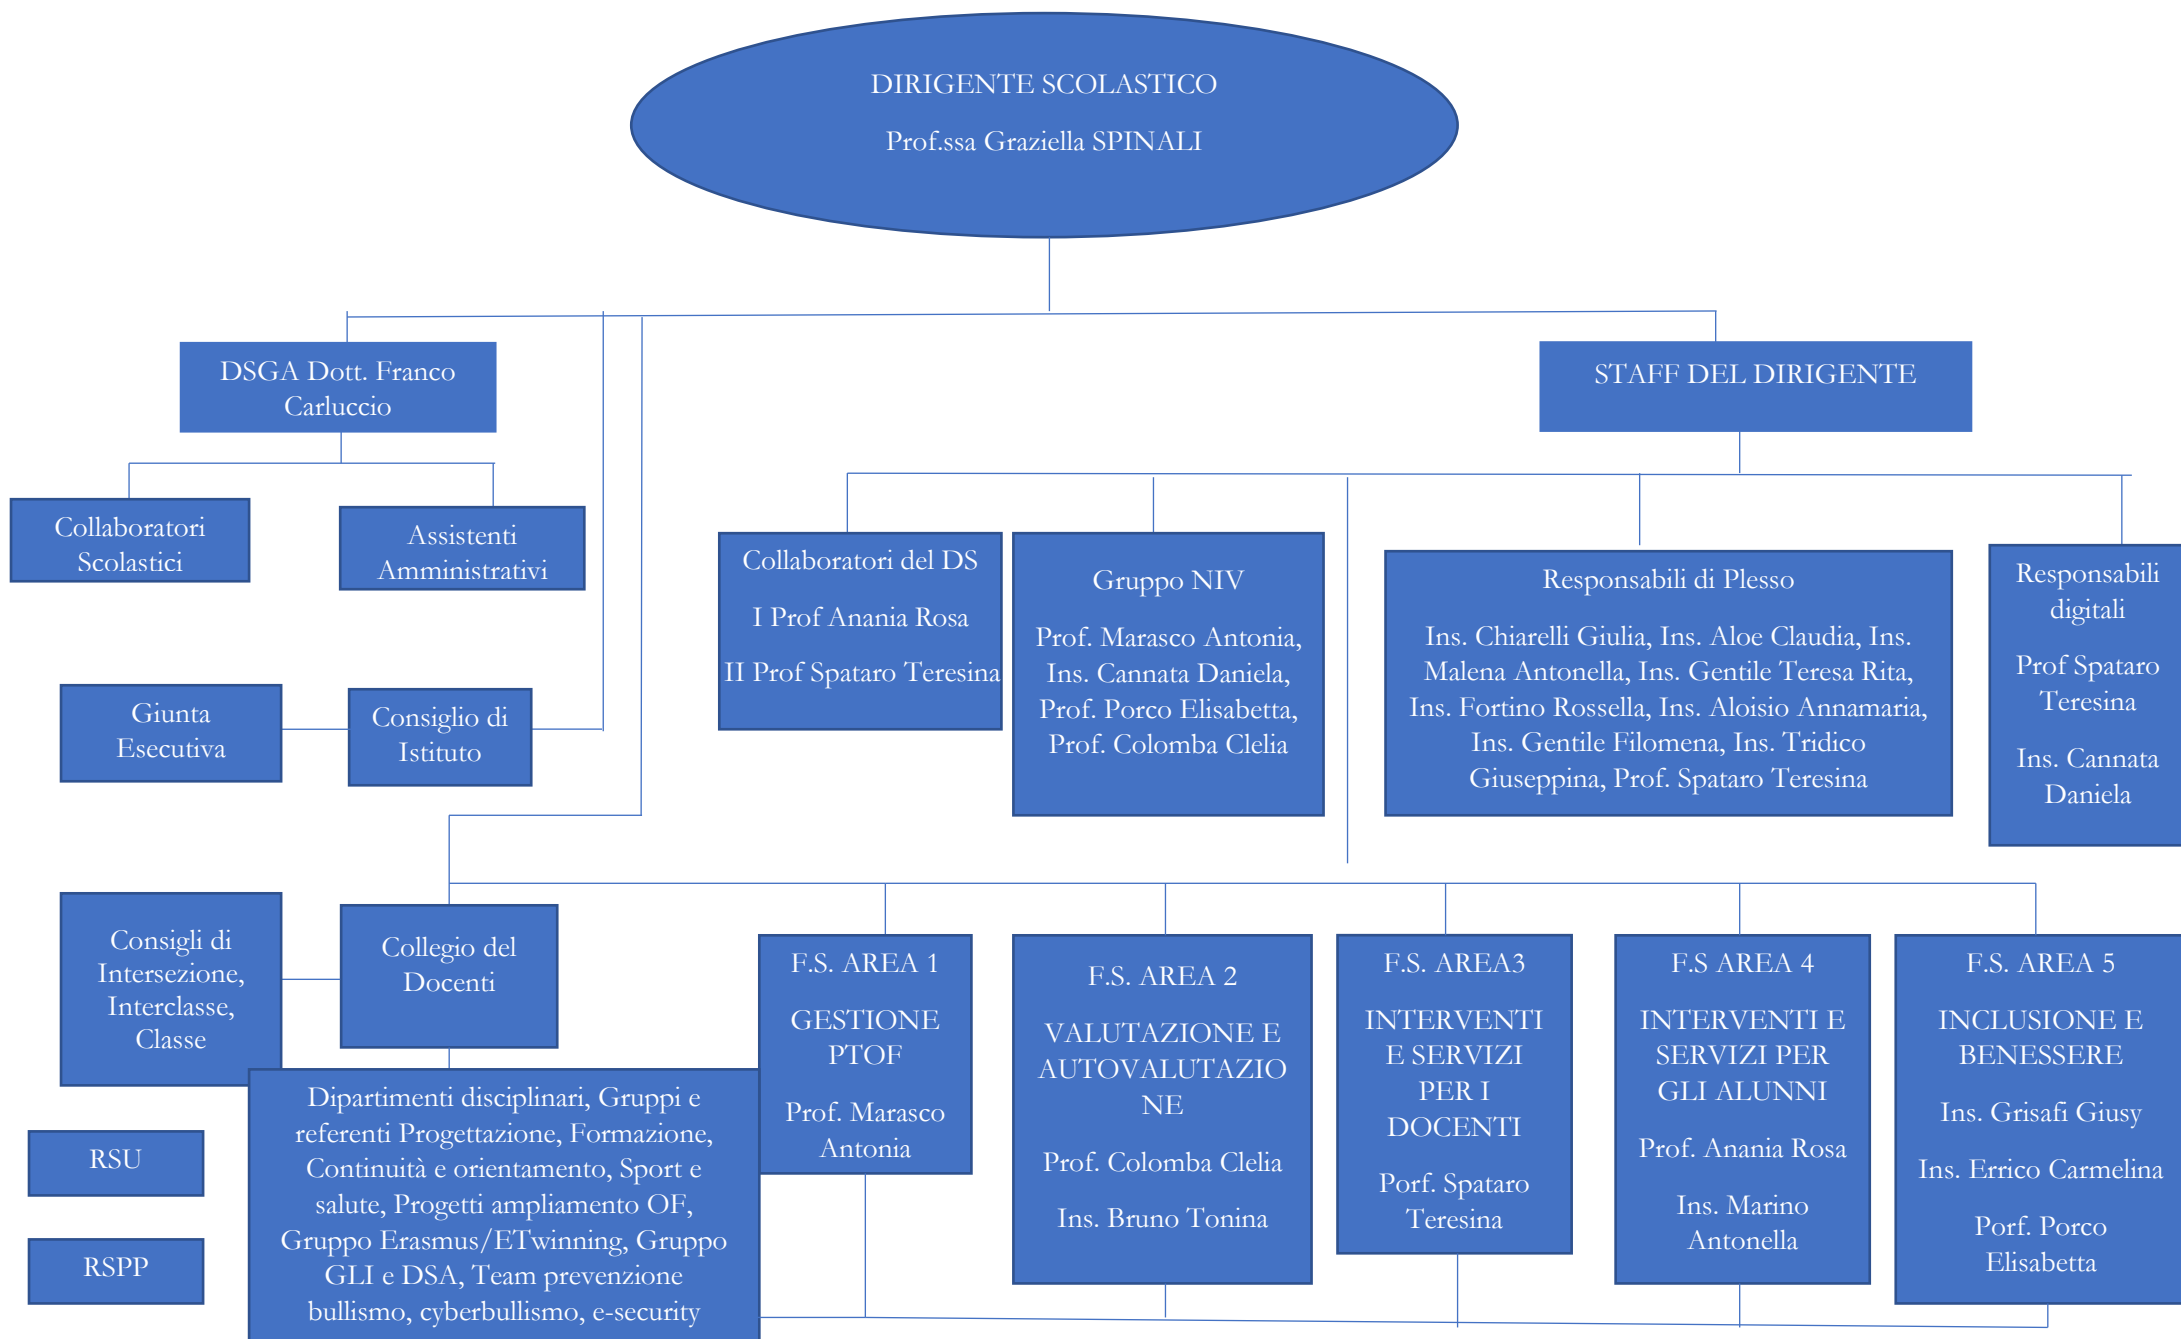 DIRIGENTE SCOLASTICO
Prof.ssa Graziella SPINALI
DSGA Dott. Franco
Carluccio
STAFF DEL DIRIGENTE
Collaboratori
Scolastici
Assistenti
Amministrativi
Collaboratori del DS
I Prof Anania Rosa
II Prof Spataro Teresina
Gruppo NIV
Prof. Marasco Antonia,
Ins. Cannata Daniela,
Prof. Porco Elisabetta,
Prof. Colomba Clelia
Responsabili di Plesso
Ins. Chiarelli Giulia, Ins. Aloe Claudia, Ins.
Malena Antonella, Ins. Gentile Teresa Rita,
Ins. Fortino Rossella, Ins. Aloisio Annamaria,
Ins. Gentile Filomena, Ins. Tridico
Giuseppina, Prof. Spataro Teresina
Responsabili
digitali
Prof Spataro
Teresina
Ins. Cannata
Daniela
Giunta
Esecutiva
Consiglio di
Istituto
Consigli di
Intersezione,
Interclasse,
Classe
Collegio del
Docenti
F.S. AREA 1
GESTIONE
PTOF
Prof. Marasco
Antonia
F.S. AREA 2
VALUTAZIONE E
AUTOVALUTAZIO
NE
Prof. Colomba Clelia
Ins. Bruno Tonina
F.S. AREA3
INTERVENTI
E SERVIZI
PER I
DOCENTI
Porf. Spataro
Teresina
F.S AREA 4
INTERVENTI E
SERVIZI PER
GLI ALUNNI
Prof. Anania Rosa
Ins. Marino
Antonella
F.S. AREA 5
INCLUSIONE E
BENESSERE
Ins. Grisafi Giusy
Ins. Errico Carmelina
Porf. Porco
Elisabetta
Dipartimenti disciplinari, Gruppi e
referenti Progettazione, Formazione,
Continuità e orientamento, Sport e
salute, Progetti ampliamento OF,
Gruppo Erasmus/ETwinning, Gruppo
GLI e DSA, Team prevenzione
bullismo, cyberbullismo, e-security
RSU
RSPP